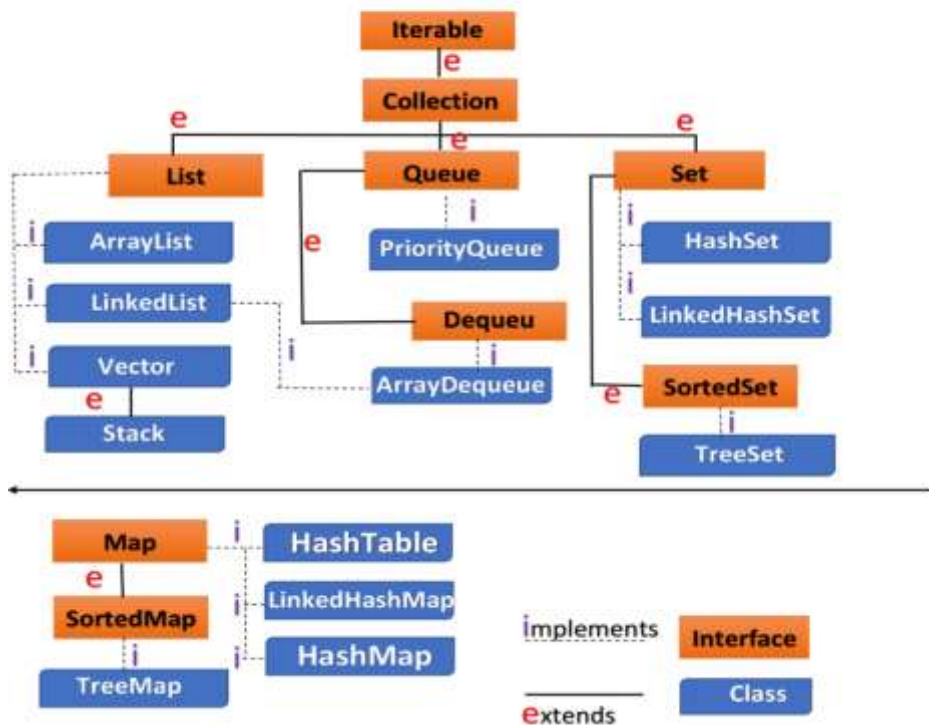 Iterable
e
Collection
e
e
e
List
Queue
Set
i
ArrayList
i
PriorityQueue
i
HashSet
e
i
LinkedList
i
LinkedHashSet
Dequeu
i
Vector
i
i
ArrayDequeue
e
SortedSet
e
Stack
i
TreeSet
Map
i
HashTable
e
SortedMap
i
LinkedHashMap
i
TreeMap
i
HashMap
implements
Interface
extends
Class